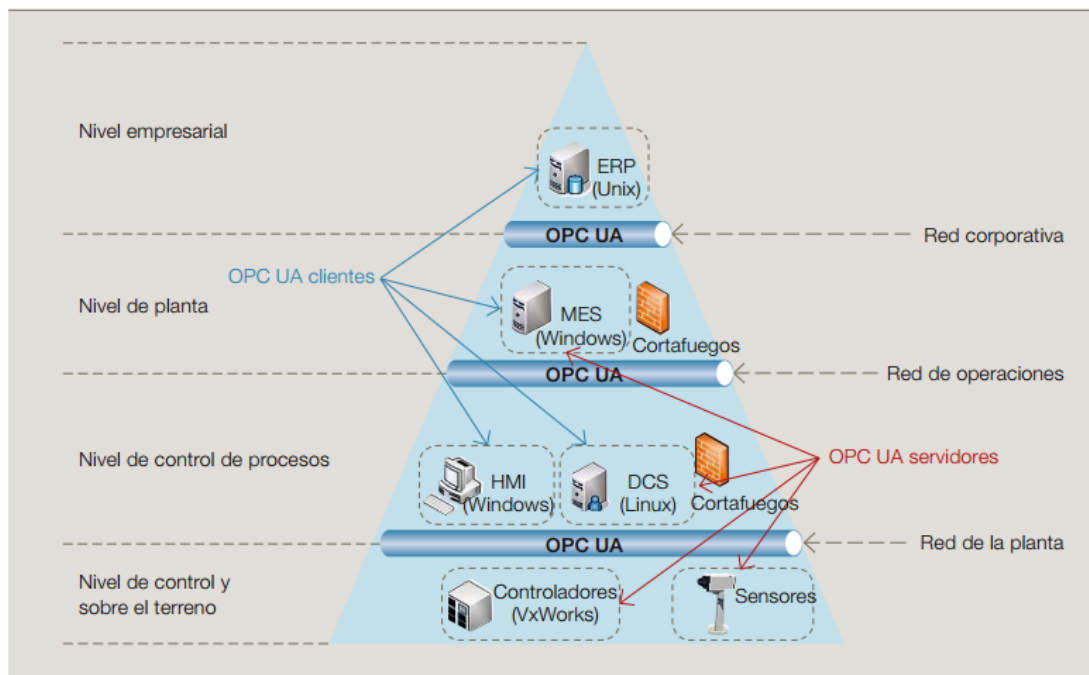 Nivel empresarial
ERP
(Unix)
OPC UA
Red corporativa
OPC UA clientes
Nivel de planta
MES
(Windows)
Cortafuegos
OPC UA
Red de operaciones
Nivel de control de procesos
HMI
(Windows)
DCS
(Linux)
Cortafuegos
OPC UA servidores
OPC UA
Red de la planta
Nivel de control y
sobre el terreno
Controladores
(VxWorks)
Sensores